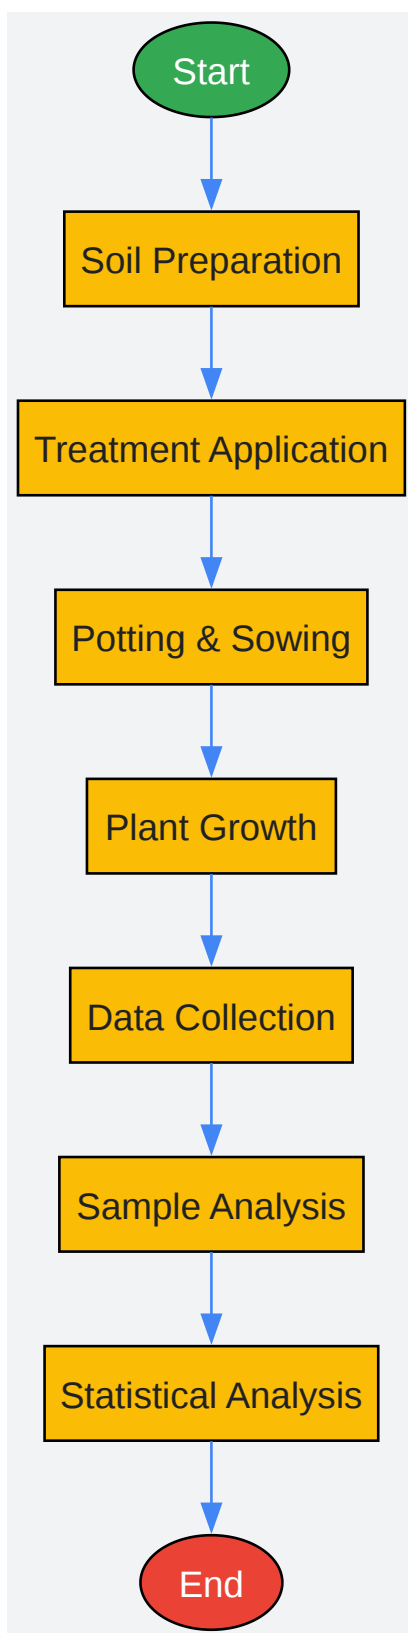 Start
Soil Preparation
Treatment Application
Potting & Sowing
Plant Growth
Data Collection
Sample Analysis
Statistical Analysis
End